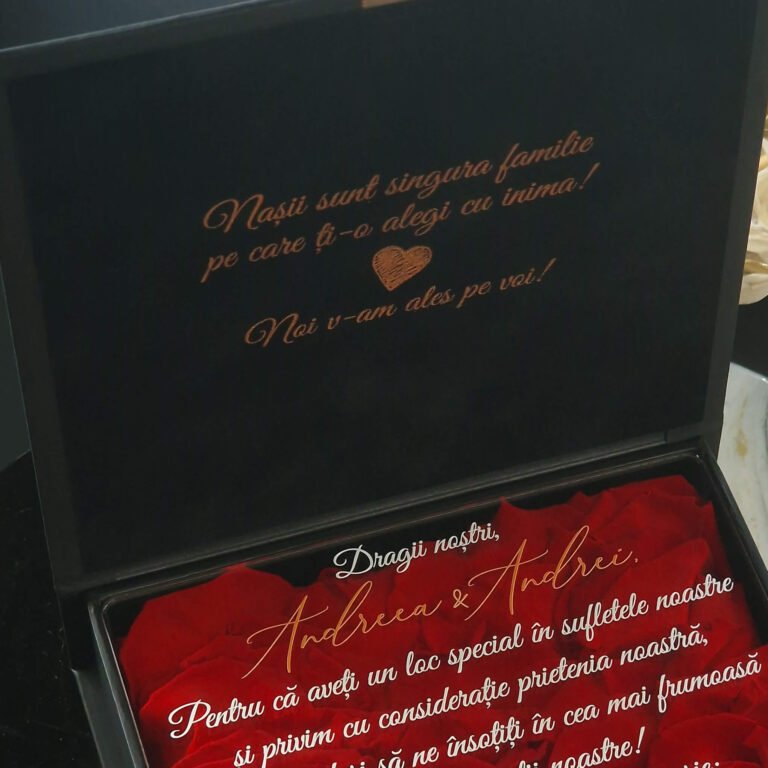 Nașii sunt singura familie
pe care ți-o alegi cu inima!
Noi v-am ales pe voi!
Dragii noștri,
Andreea & Andrei,
Pentru că aveți un loc special în sufletele noastre
si privim cu considerație prietenia noastră,
să ne însoțiți în cea mai frumoasă
noastre!